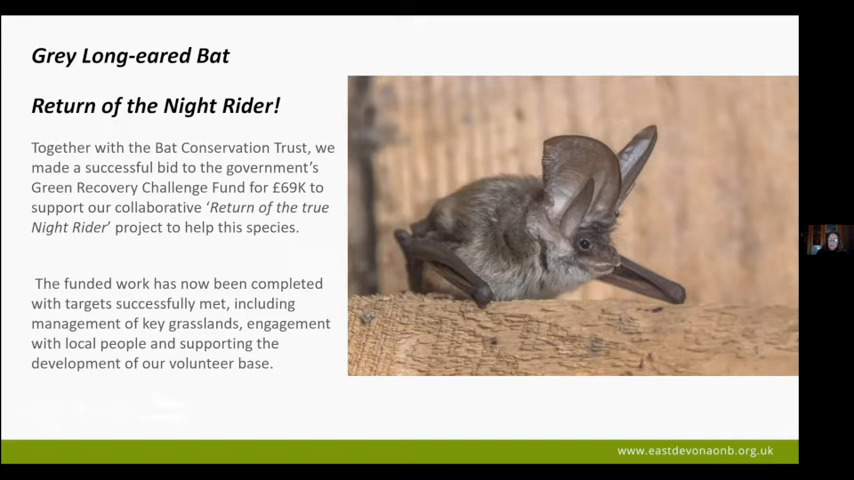 Grey Long-eared Bat
Return of the Night Rider!
Together with the Bat Conservation Trust, we
made a successful bid to the government's
Green Recovery Challenge Fund for £69K to
support our collaborative ‘Return of the true
Night Rider’ project to help this species.
The funded work has now been completed
with targets successfully met, including
management of key grasslands, engagement
with local people and supporting the
development of our volunteer base.
www.eastdevonaonb.org.uk